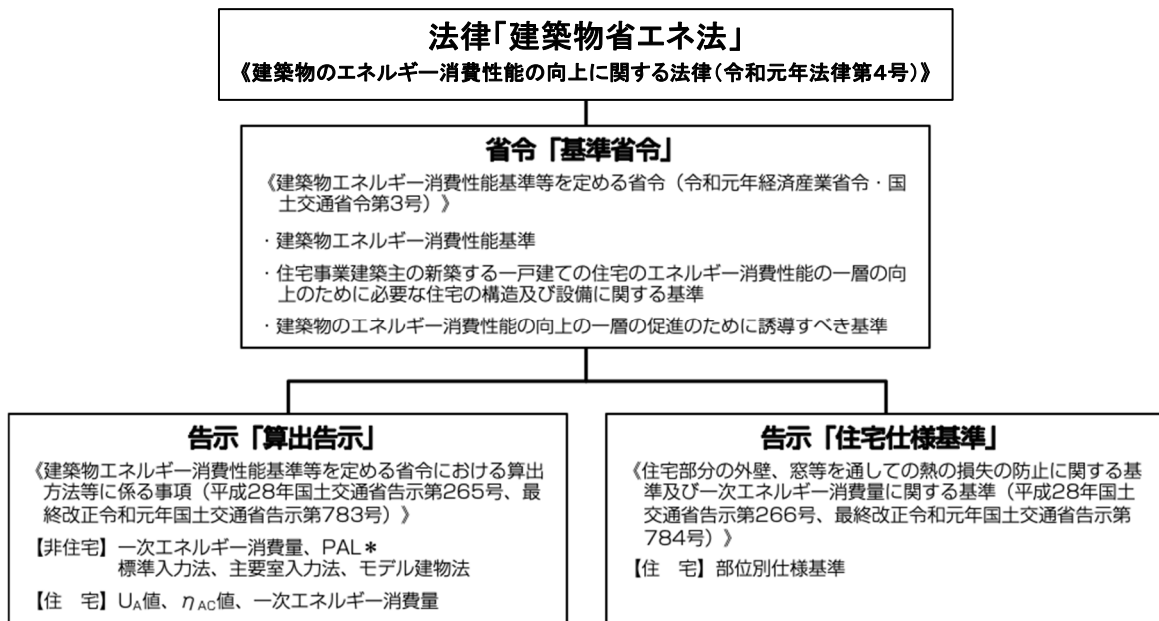 法律「建築物省エネ法」
《建築物のエネルギー消費性能の向上に関する法律(令和元年法律第4号)》
省令「基準省令」
《建築物エネルギー消費性能基準等を定める省令（令和元年経済産業省令・国
土交通省令第3号）》
・建築物エネルギー消費性能基準
・住宅事業建築主の新築する一戸建ての住宅のエネルギー消費性能の一層の向
上のために必要な住宅の構造及び設備に関する基準
・建築物のエネルギー消費性能の向上の一層の促進のために誘導すべき基準
告示「算出告示」
《建築物エネルギー消費性能基準等を定める省令における算出
方法等に係る事項（平成28年国土交通省告示第265号、最
終改正令和元年国土交通省告示第783号）》
【非住宅】一次エネルギー消費量、PAL＊
標準入力法、主要室入力法、モデル建物法
【住　宅】UA値、ηAC値、一次エネルギー消費量
告示「住宅仕様基準」
《住宅部分の外壁、窓等を通しての熱の損失の防止に関する基
準及び一次エネルギー消費量に関する基準（平成28年国土
交通省告示第266号、最終改正令和元年国土交通省告示第
784号）》
【住　宅】部位別仕様基準